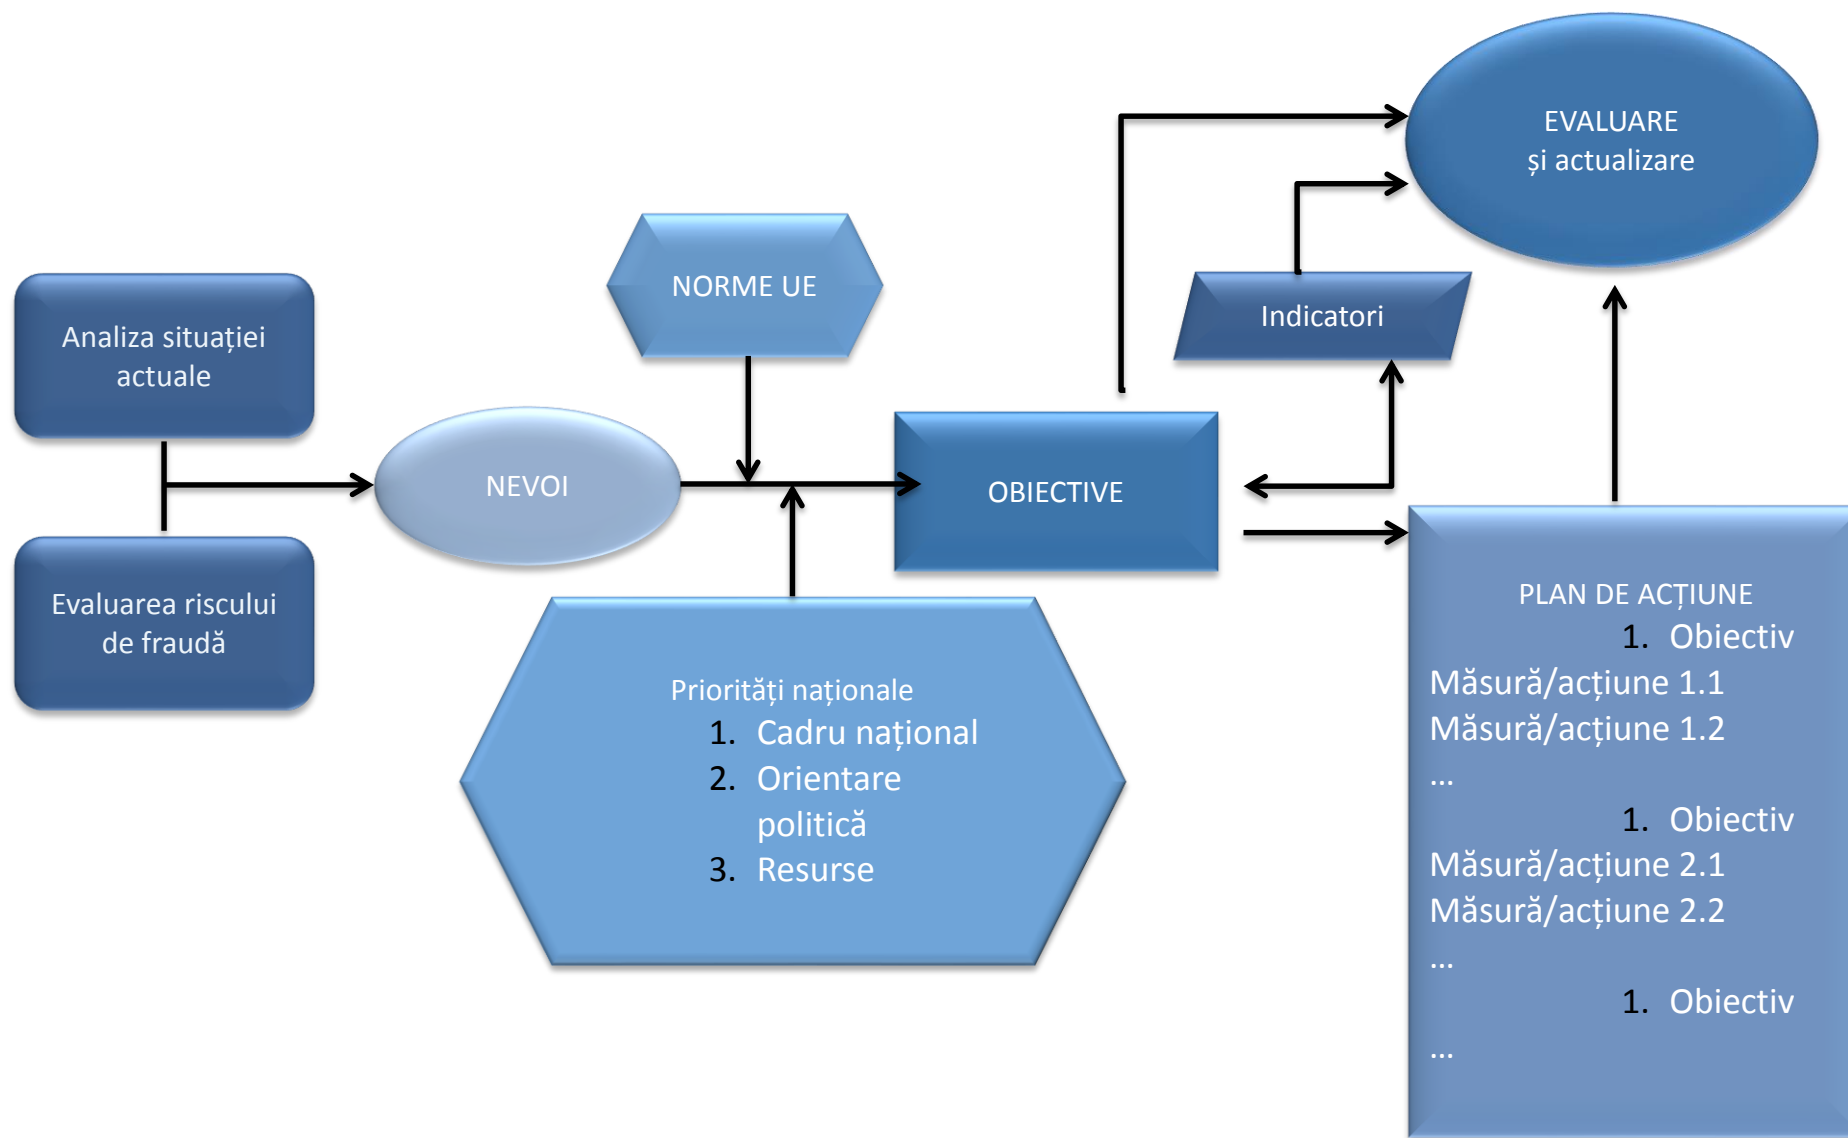 EVALUARE
și actualizare
NORME UE
Indicatori
Analiza situației
actuale
NEVOI
OBIECTIVE
Evaluarea riscului
de fraudă
Priorități naționale
1. Cadru național
2. Orientare
politică
3. Resurse
PLAN DE ACȚIUNE
1. Obiectiv
Măsură/acțiune 1.1
Măsură/acțiune 1.2
...
1. Obiectiv
Măsură/acțiune 2.1
Măsură/acțiune 2.2
...
1. Obiectiv
...